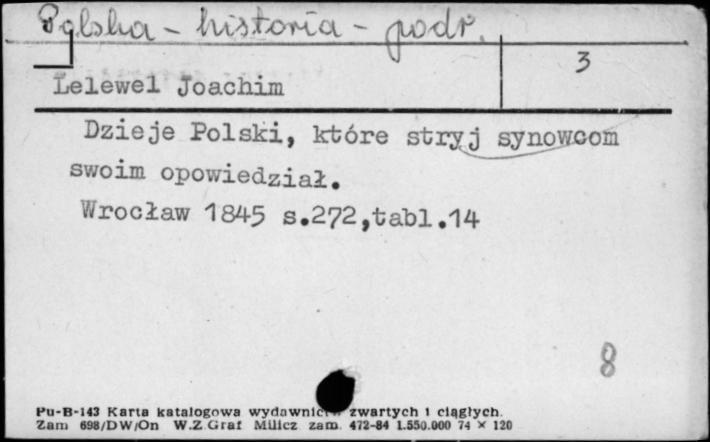 Polska - historia - podr.
3
Lelewel Joachim
Dzieje Polski, które stryj synowcom
swoim opowiedział.
Wrocław 1845 s.272,tabl.14
8
Pu-B-143 Karta katalogowa wydawnictw zwartych i ciągłych.
Zam 698/DW/On W.Z.Graf Milicz zam. 472-84 1.550.000 74 × 120